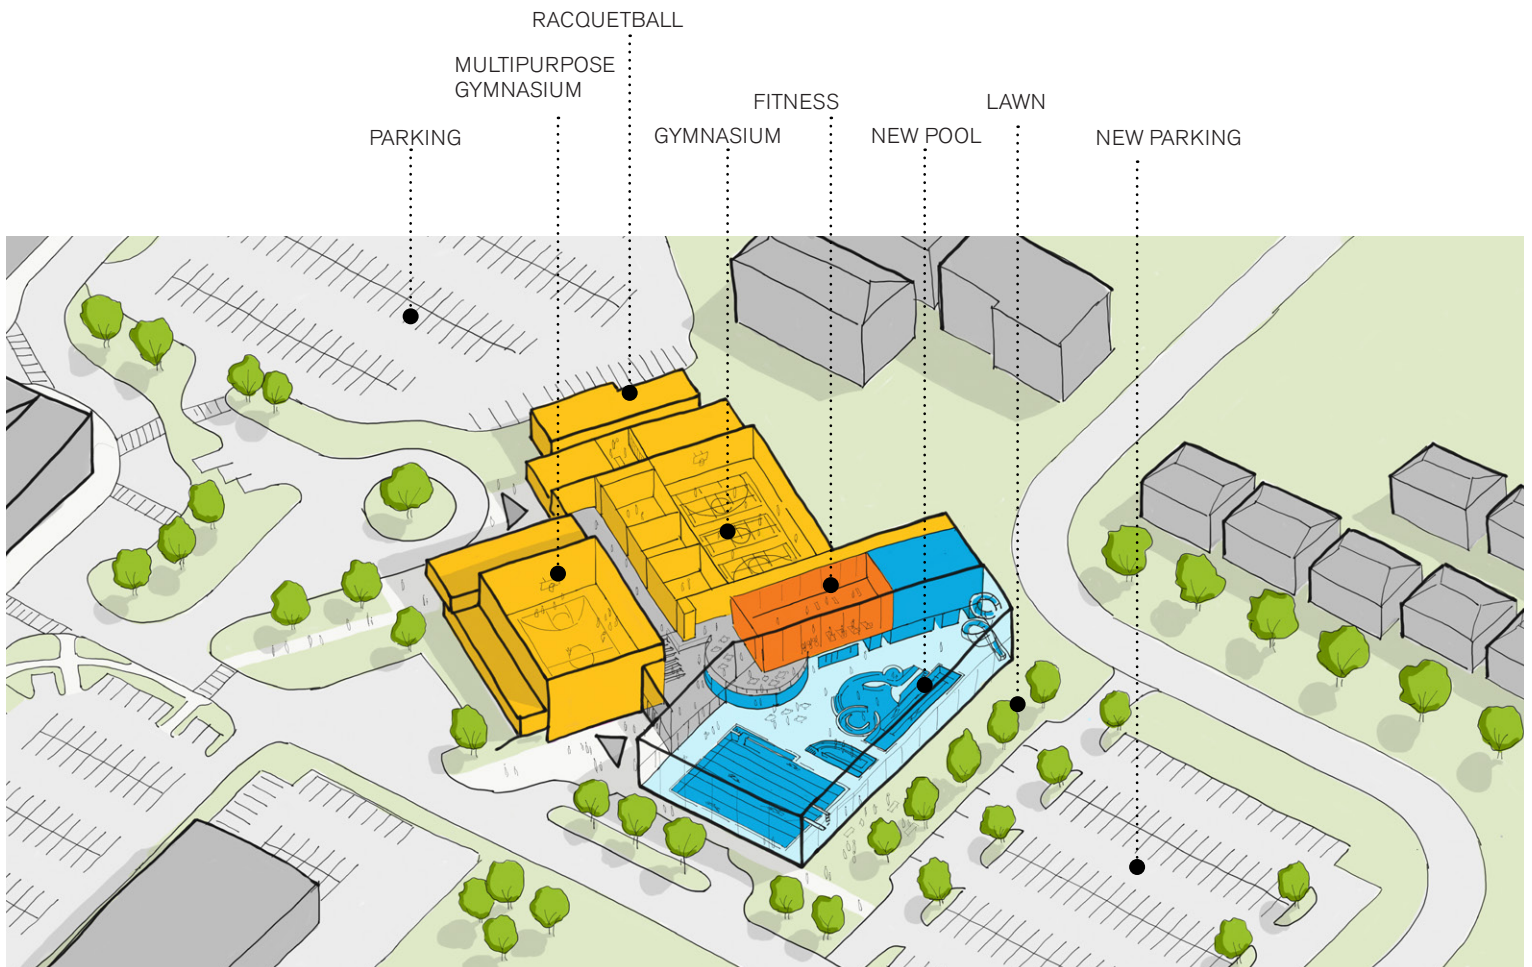 RACQUETBALL
MULTIPURPOSE
GYMNASIUM
FITNESS
LAWN
PARKING
GYMNASIUM
NEW POOL
NEW PARKING